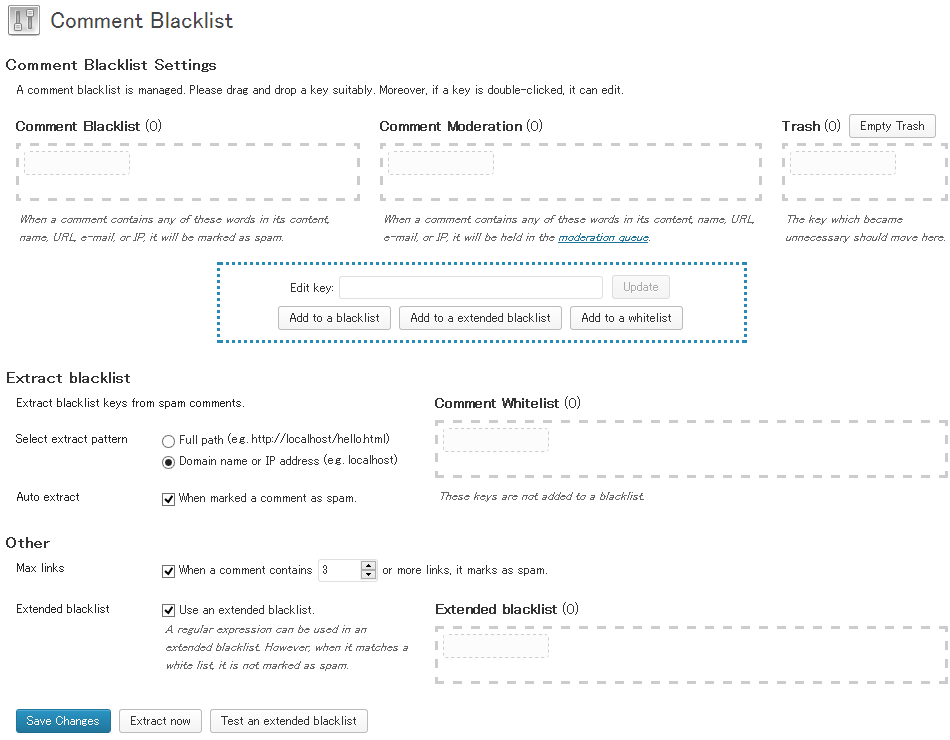 Comment Blacklist
Comment Blacklist Settings
A comment blacklist is managed. Please drag and drop a key suitably. Moreover, if a key is double-clicked, it can edit.
Comment Blacklist (0)
When a comment contains any of these words in its content,
name, URL, e-mail, or IP, it will be marked as spam.
Comment Moderation (0)
When a comment contains any of these words in its content, name, URL,
e-mail, or IP, it will be held in the moderation queue.
Trash (0) Empty Trash
The key which became
unnecessary should move here.
Edit key: Update
Add to a blacklist Add to a extended blacklist Add to a whitelist
Extract blacklist
Extract blacklist keys from spam comments.
Select extract pattern
Full path (e.g. http://localhost/hello.html)
Domain name or IP address (e.g. localhost)
Auto extract When marked a comment as spam.
Comment Whitelist (0)
These keys are not added to a blacklist.
Other
Max links When a comment contains 3 or more links, it marks as spam.
Extended blacklist Use an extended blacklist.
A regular expression can be used in an
extended blacklist. However, when it matches a
white list, it is not marked as spam.
Extended blacklist (0)
Save Changes Extract now Test an extended blacklist